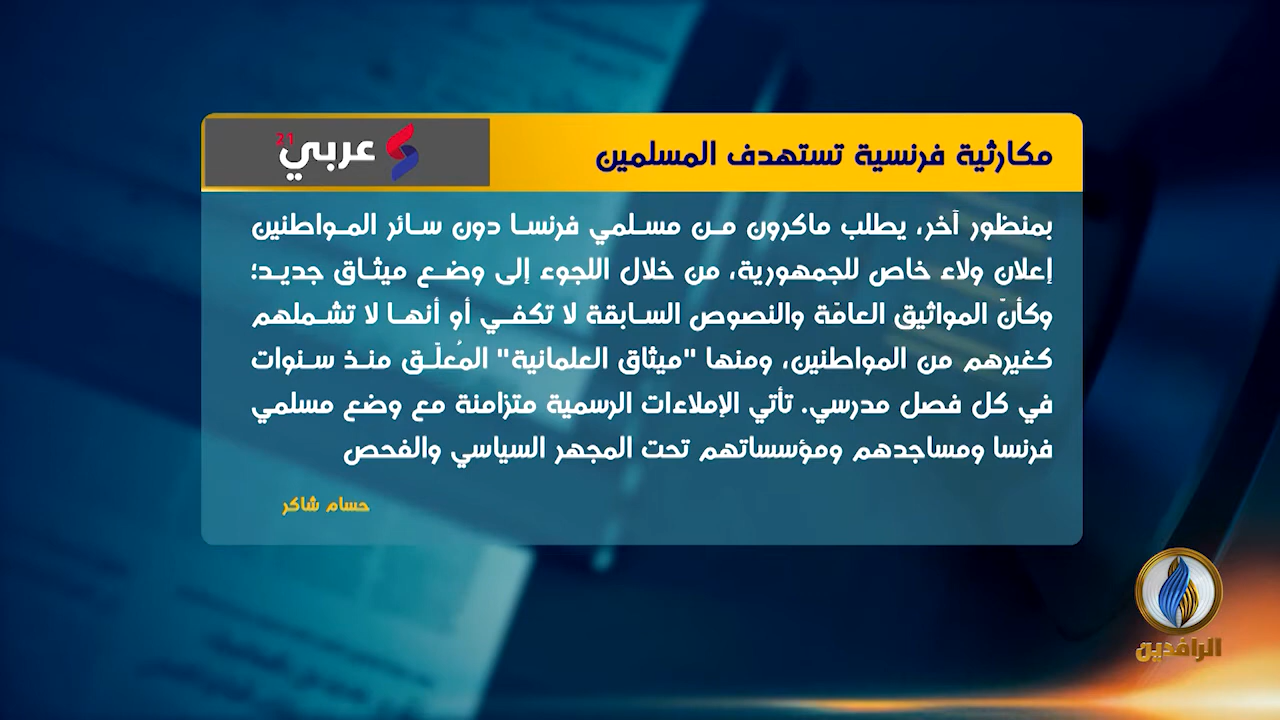 مكارثية فرنسية تستهدف المسلمين
عربي 21
بمنظور آخر، يطلب ماكرون من مسلمي فرنسا دون سائر المواطنين
إعلان ولاء خاص للجمهورية، من خلال اللجوء إلى وضع ميثاق جديد؛
وكأنّ المواثيق العامّة والنصوص السابقة لا تكفي أو أنها لا تشملهم
كغيرهم من المواطنين، ومنها "ميثاق العلمانية" المُعلّق منذ سنوات
في كل فصل مدرسي. تأتي الإملاءات الرسمية متزامنة مع وضع مسلمي
فرنسا ومساجدهم ومؤسساتهم تحت المجهر السياسي والفحص
حسام شاكر
الرافدين